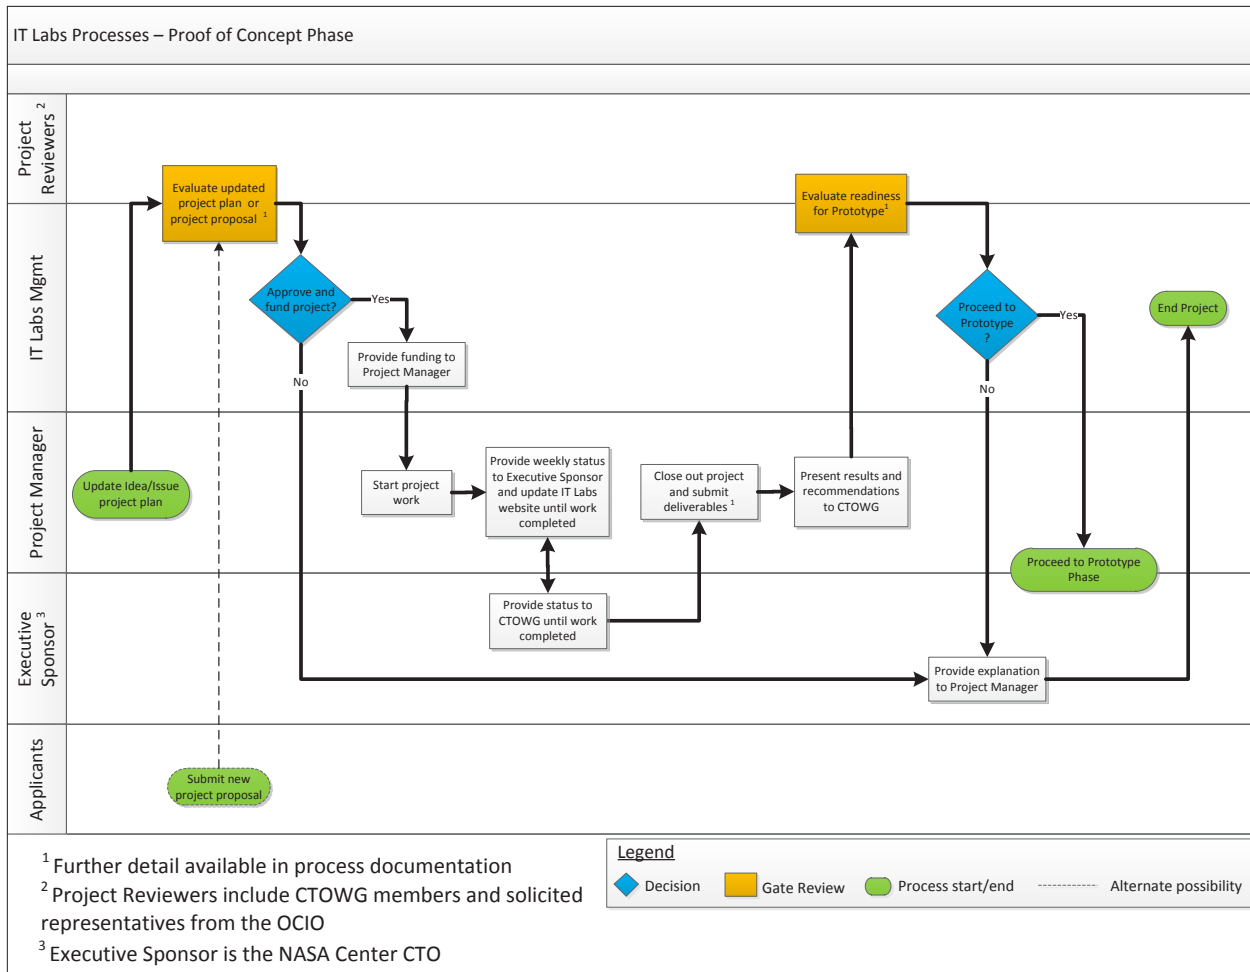 IT Labs Processes – Proof of Concept Phase
Project
Reviewers 2
Evaluate updated
project plan or
project proposal 1
Evaluate readiness
for Prototype1
IT Labs Mgmt
Approve and
fund project?
Yes
No
Provide funding to
Project Manager
Proceed to
Prototype
?
Yes
No
End Project
Project Manager
Update Idea/Issue
project plan
Start project
work
Provide weekly status
to Executive Sponsor
and update IT Labs
website until work
completed
Close out project
and submit
deliverables 1
Present results and
recommendations
to CTOWG
Proceed to Prototype
Phase
Executive
Sponsor 3
Provide status to
CTOWG until work
completed
Provide explanation
to Project Manager
Applicants
Submit new
project proposal
1 Further detail available in process documentation
2 Project Reviewers include CTOWG members and solicited
representatives from the OCIO
3 Executive Sponsor is the NASA Center CTO
Legend
Decision
Gate Review
Process start/end
Alternate possibility